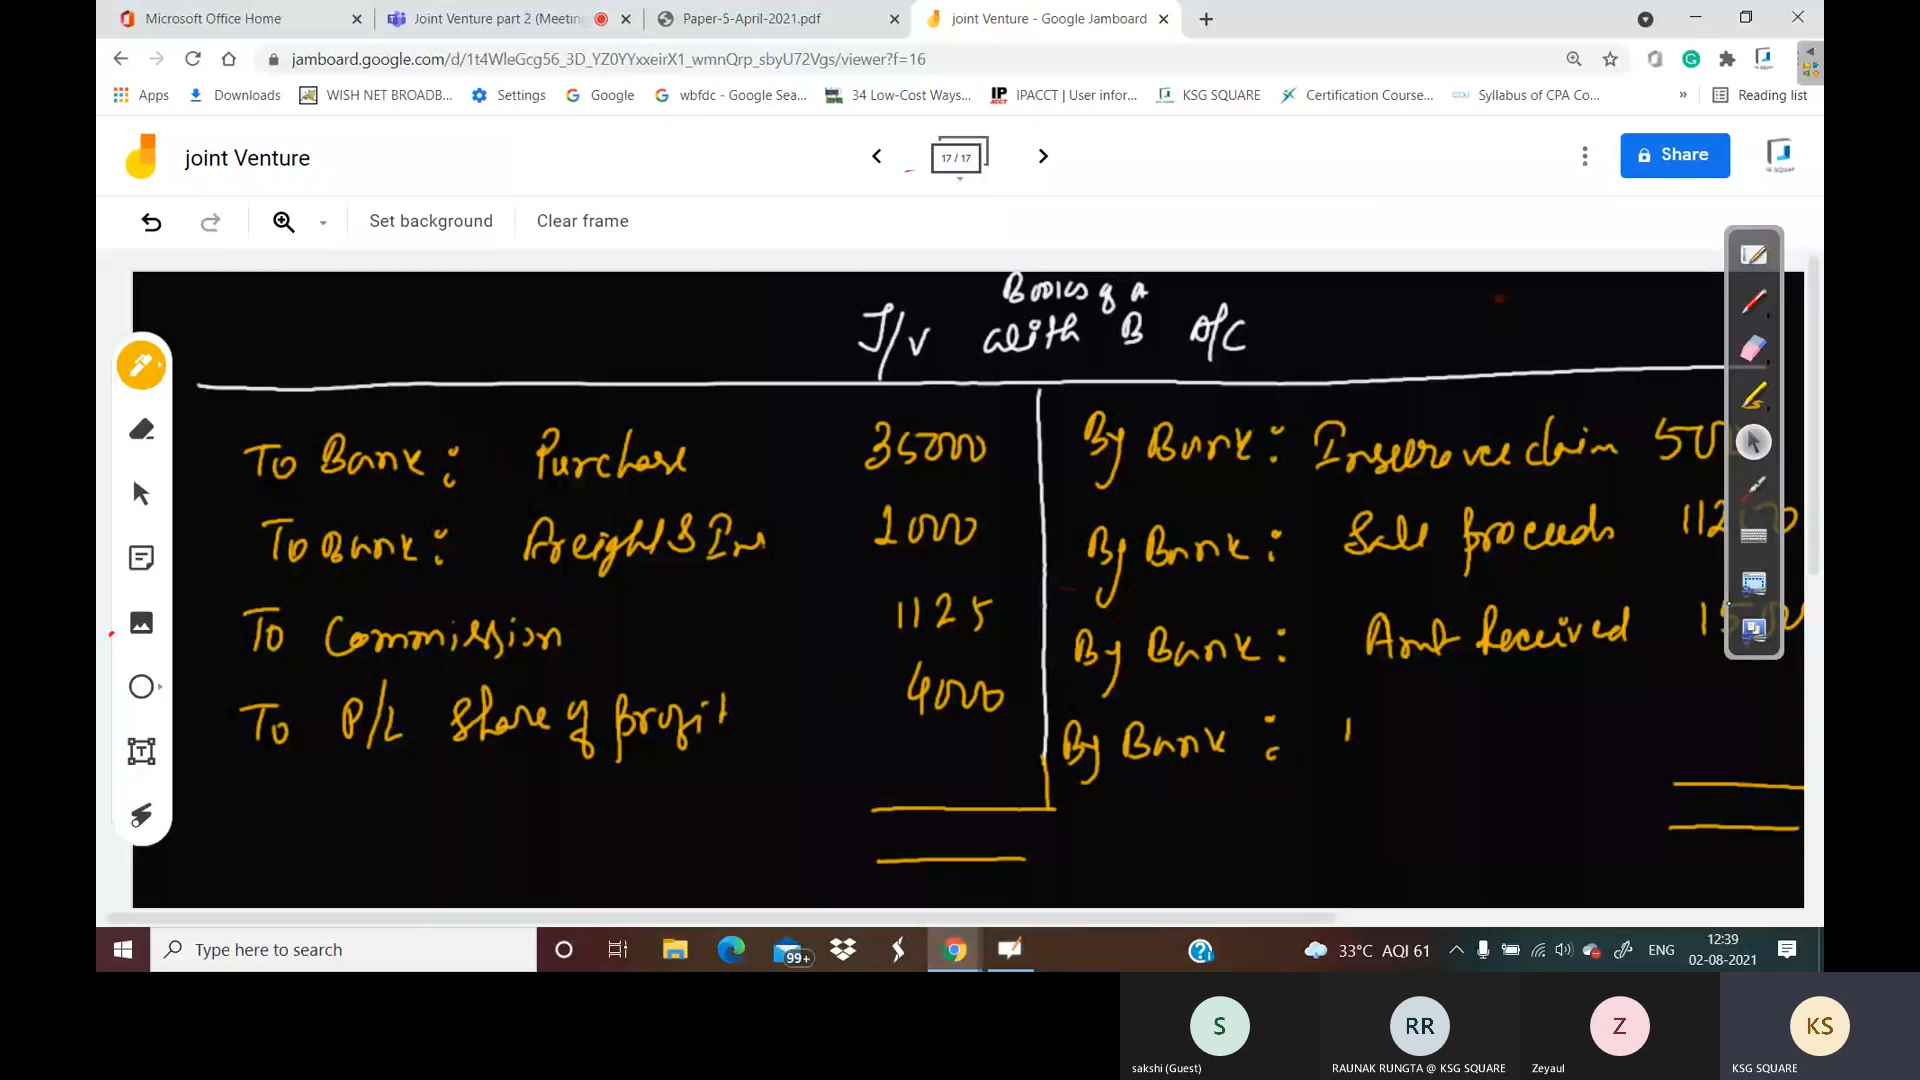 Microsoft Office Home
Joint Venture part 2 (Meetin
Paper-5-April-2021.pdf
joint Venture - Google Jamboard
jamboard.google.com/d/1t4WleGcg56_3D_YZ0YYxxeirX1_wmnQrp_sbyU72Vgs/viewer?f=16
Apps
Downloads
WISH NET BROADB...
Settings
Google
wbfdc - Google Sea...
34 Low-Cost Ways...
IPACCT | User infor...
KSG SQUARE
Certification Course...
Syllabus of CPA Co...
»
Reading list
joint Venture
17 / 17
Share
Set background
Clear frame
Books of A
J/V with B A/C
To Bank: Purchase 35000
By Bank: Insurance claim
To Bank: Freight & Ins 2000
By Bank: Sale proceeds
To Commission 1125
By Bank: Amt Received
To P/L Share of profit 4000
By Bank:
Type here to search
99+
33°C AQI 61
ENG
12:39
02-08-2021
S
RR
Z
KS
sakshi (Guest)
RAUNAK RUNGTA @ KSG SQUARE
Zeyaul
KSG SQUARE